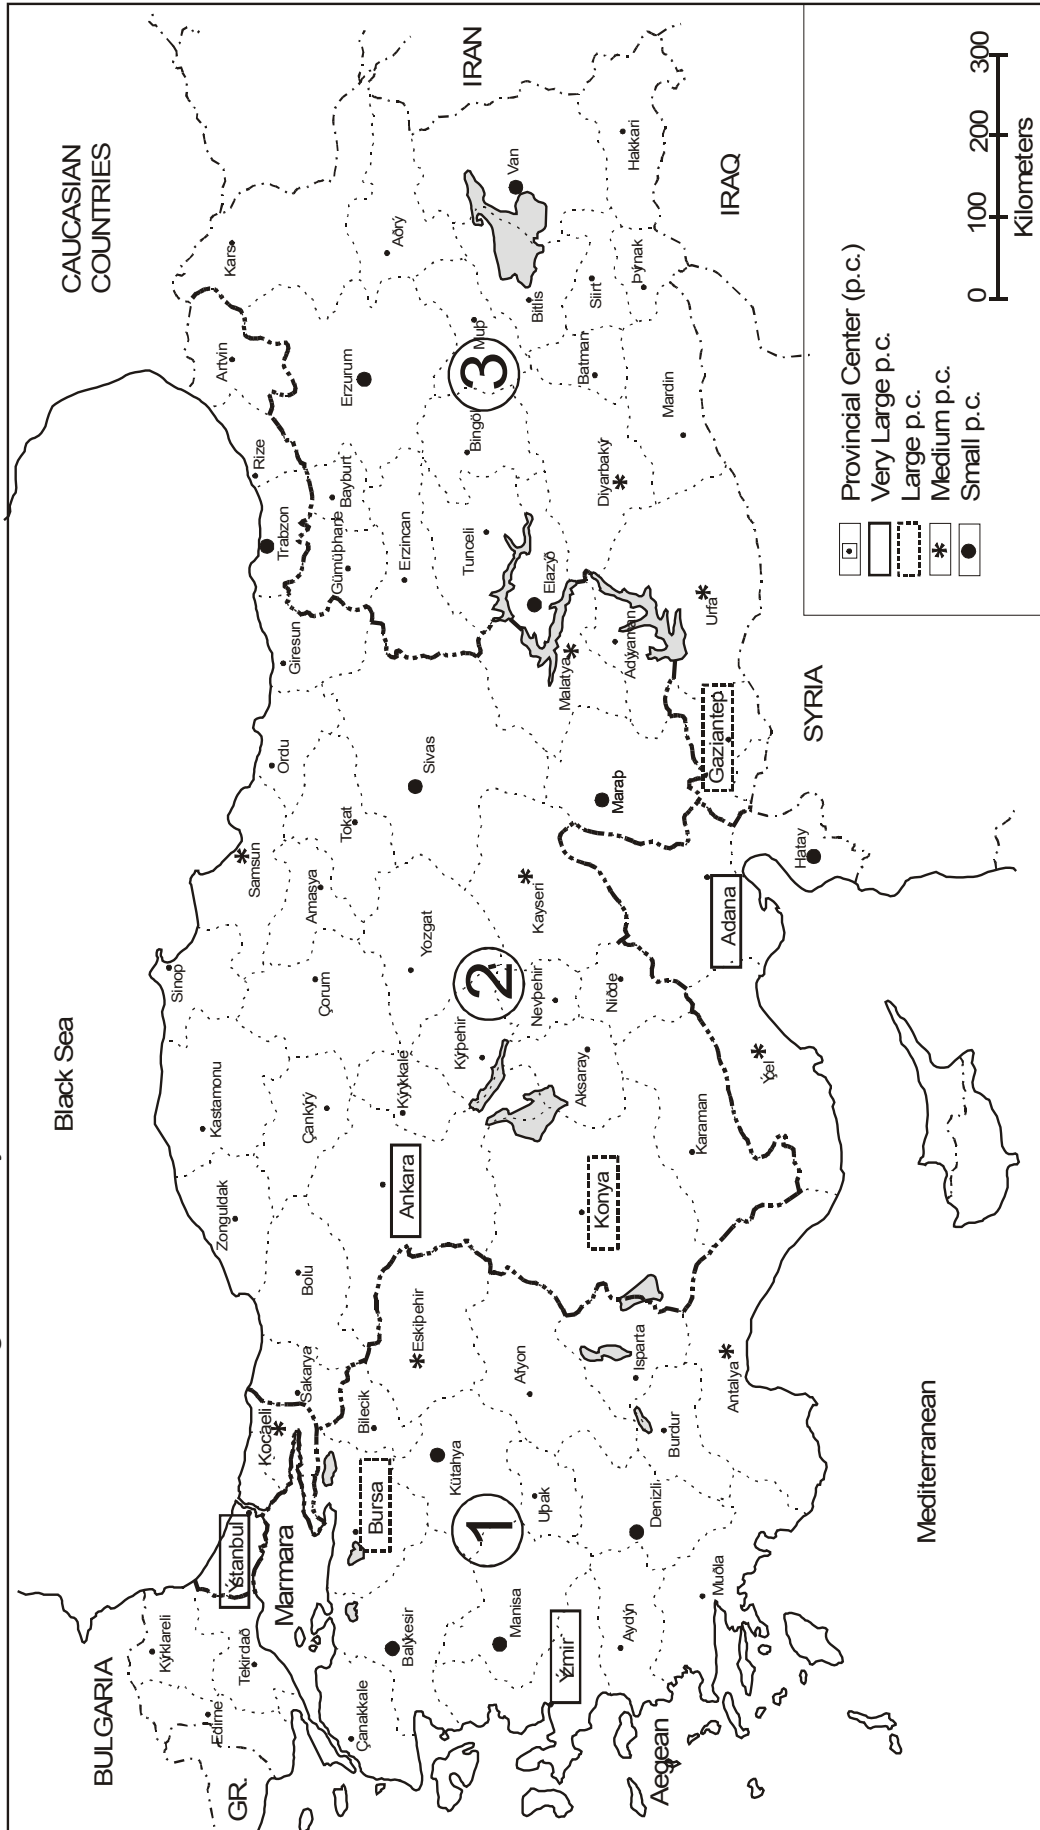 CAUCASIAN
COUNTRIES
Black Sea
BULGARIA
GR.
IRAN
IRAQ
SYRIA
Mediterranean
Aegean
Marmara
Edirne
Kýrklareli
Tekirdað
Ýstanbul
Kocaeli
Sakarya
Bolu
Zonguldak
Kastamonu
Sinop
Çankýrý
Çorum
Samsun
Amasya
Ordu
Tokat
Giresun
Trabzon
Rize
Artvin
Kars
Gümüþhane
Bayburt
Erzurum
Aðrý
Çanakkale
Balýkesir
Bursa
Bilecik
Eskiþehir
Kütahya
Ankara
Kýrýkkale
Kýrþehir
Yozgat
Sivas
Erzincan
Tunceli
Bingöl
Muþ
Van
Bitlis
1
2
3
Manisa
Uþak
Afyon
Ýzmir
Aydýn
Denizli
Muðla
Burdur
Isparta
Antalya
Konya
Aksaray
Nevþehir
Niðde
Kayseri
Karaman
Ýçel
Adana
Hatay
Maraþ
Malatya
Elazýð
Adýyaman
Gaziantep
Urfa
Diyarbakýr
Mardin
Batman
Siirt
Þýrnak
Hakkari
Provincial Center (p.c.)
Very Large p.c.
Large p.c.
Medium p.c.
Small p.c.
0 100 200 300
Kilometers